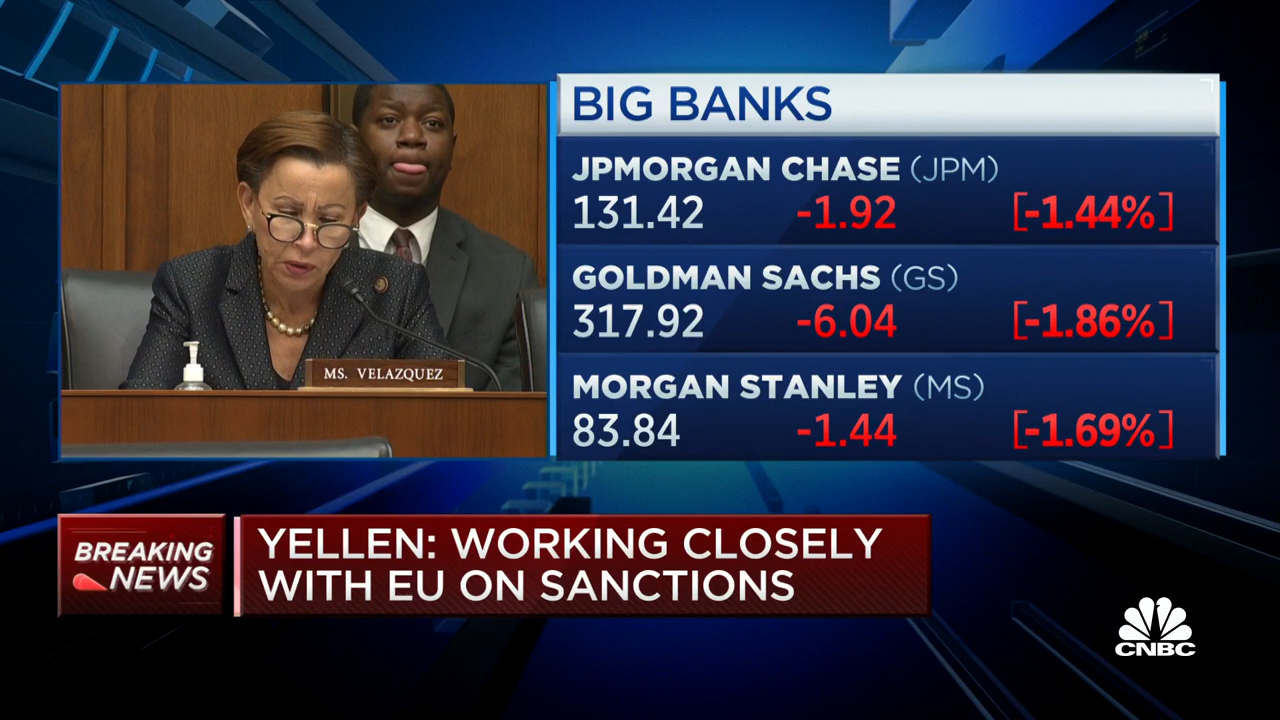 BIG BANKS
JPMORGAN CHASE (JPM)
131.42 -1.92 [-1.44%]
GOLDMAN SACHS (GS)
317.92 -6.04 [-1.86%]
MORGAN STANLEY (MS)
83.84 -1.44 [-1.69%]
MS. VELAZQUEZ
BREAKING
NEWS
YELLEN: WORKING CLOSELY
WITH EU ON SANCTIONS
CNBC